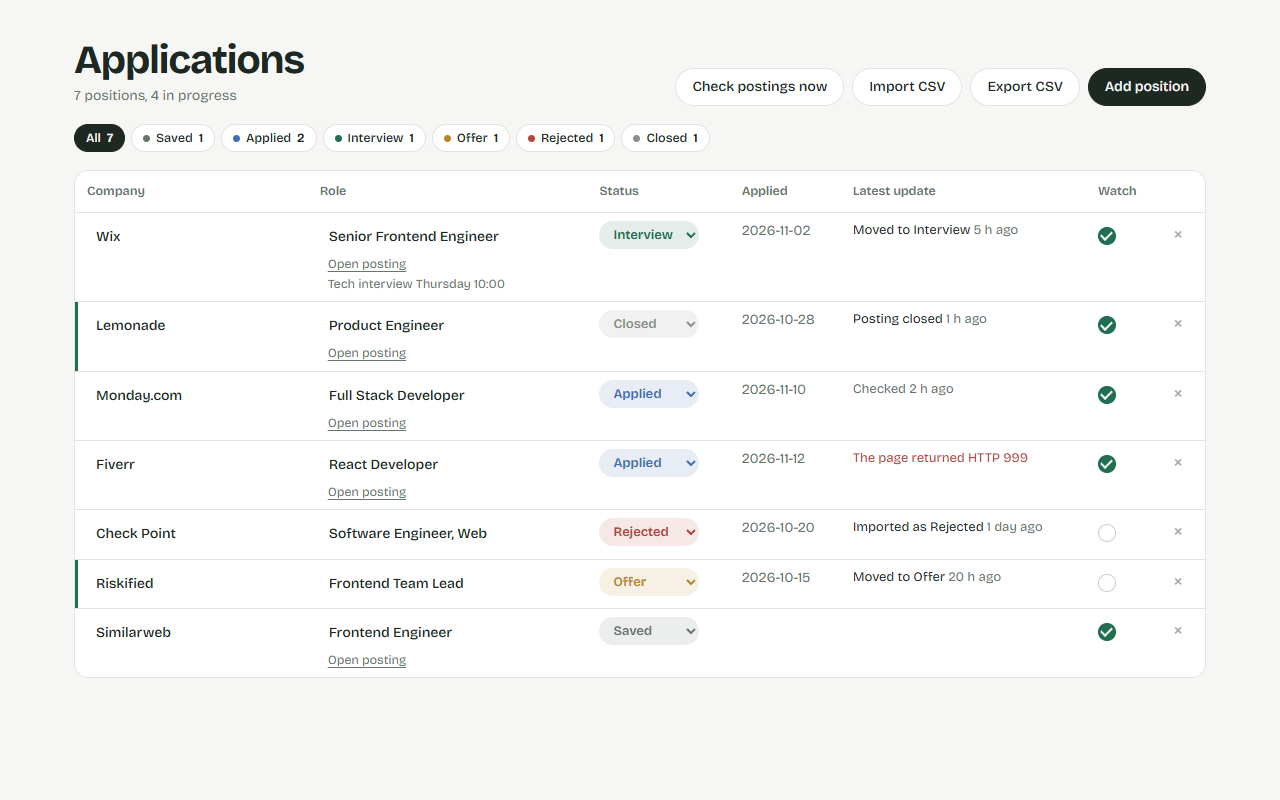 Applications
7 positions, 4 in progress
Check postings now
Import CSV
Export CSV
Add position
All 7
Saved 1
Applied 2
Interview 1
Offer 1
Rejected 1
Closed 1
Company Role Status Applied Latest update Watch
Wix Senior Frontend Engineer Interview 2026-11-02 Moved to Interview 5 h ago ×
Open posting
Tech interview Thursday 10:00
Lemonade Product Engineer Closed 2026-10-28 Posting closed 1 h ago ×
Open posting
Monday.com Full Stack Developer Applied 2026-11-10 Checked 2 h ago ×
Open posting
Fiverr React Developer Applied 2026-11-12 The page returned HTTP 999 ×
Open posting
Check Point Software Engineer, Web Rejected 2026-10-20 Imported as Rejected 1 day ago ×
Riskified Frontend Team Lead Offer 2026-10-15 Moved to Offer 20 h ago ×
Similarweb Frontend Engineer Saved ×
Open posting